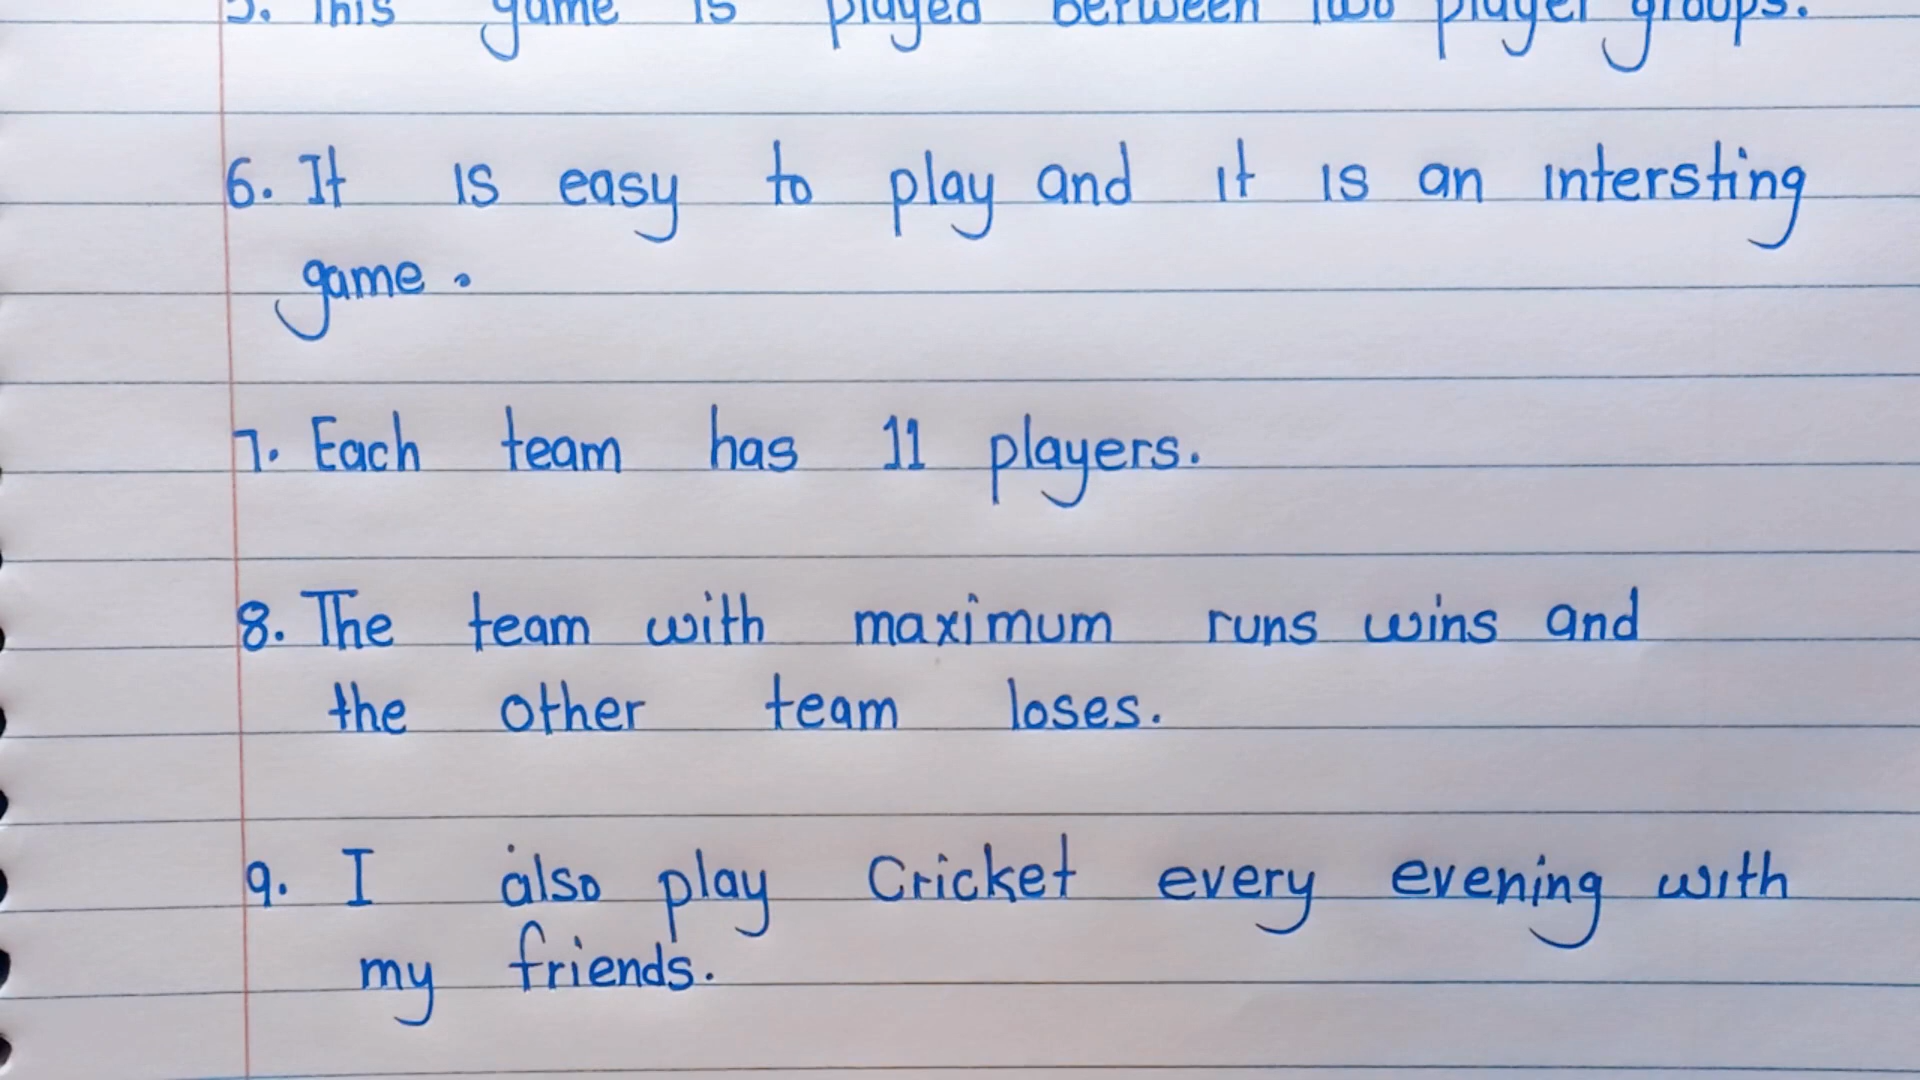 5. This game is played between two player groups.
6. It is easy to play and it is an intersting
game.
7. Each team has 11 players.
8. The team with maximum runs wins and
the other team loses.
9. I also play Cricket every evening with
my friends.